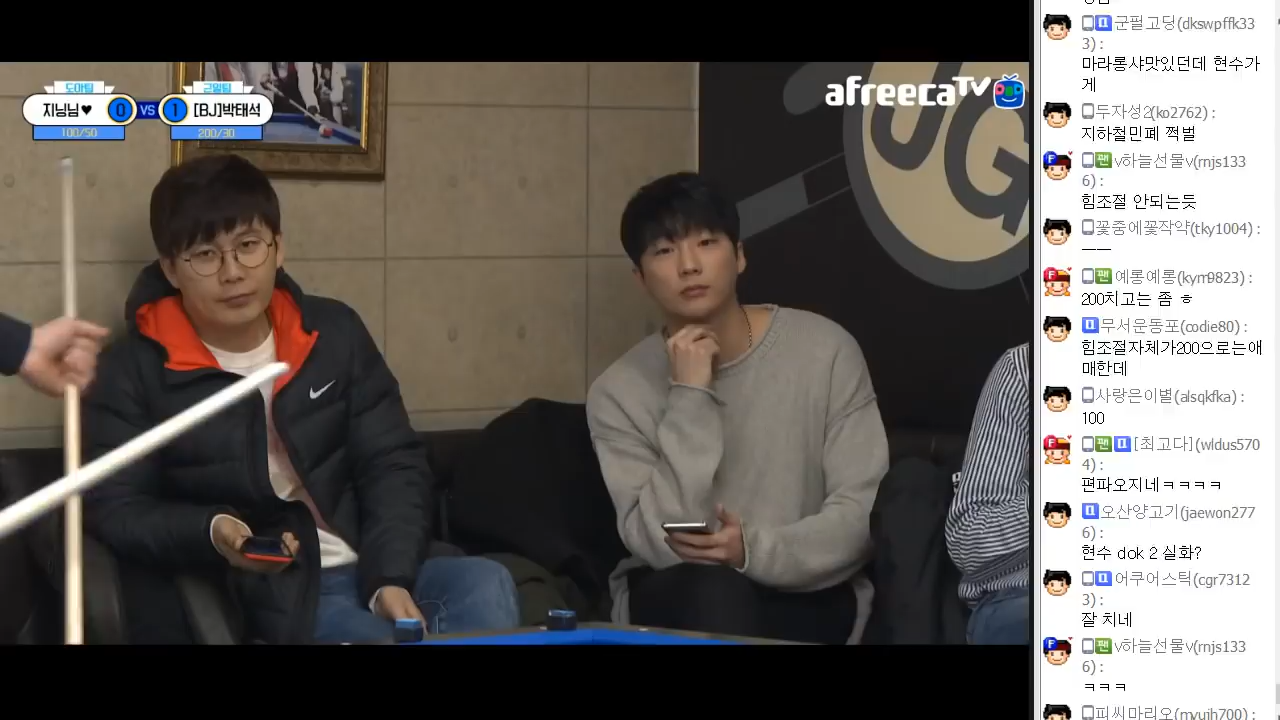 도마팀
근일팀
지닝님♥ 0 VS 1 [BJ]박태석
100/50
200/30
afreecaTV
UG
군필고딩(dkswpffk33
3) :
마라롱샤맛있던데 현수가
게
두자성2(ko2762) :
지하철민폐 쩍벌
v하늘선물v(rnjs133
6) :
힘조절 안되는듯
꽃중에꽃작약(tky1004) :
ㅡㅡ
팬 예롱예롱(kym9823) :
200치고는 좀 ㅎ
무서운동포(codie80) :
힘조절자체가200으로는애
매한데
사랑은이별(alsqkfka) :
100
팬 [최고다](wldus570
4) :
편파오지네ㅋㅋㅋㅋ
오산양고기(jaewon277
6) :
현수 dok 2 실화?
어쿠어스틱(cgr7312
3) :
잘 치네
팬 v하늘선물v(rnjs133
6) :
ㅋㅋㅋ
피씨마리오(myujh700) :